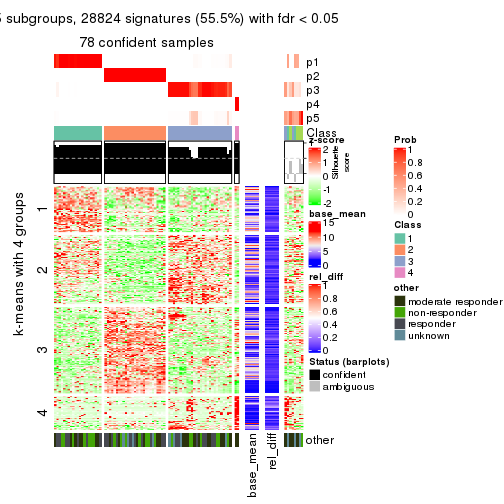 5 subgroups, 28824 signatures (55.5%) with fdr < 0.05
78 confident samples
p1
p2
p3
p4
p5
Class
Silhouette score
k-means with 4 groups
1
2
3
4
other
base_mean
rel_diff
z-score
2
1
0
-1
-2
base_mean
15
10
5
0
rel_diff
1
0.8
0.6
0.4
0.2
0
Status (barplots)
confident
ambiguous
Prob
1
0.8
0.6
0.4
0.2
0
Class
1
2
3
4
other
moderate responder
non-responder
responder
unknown